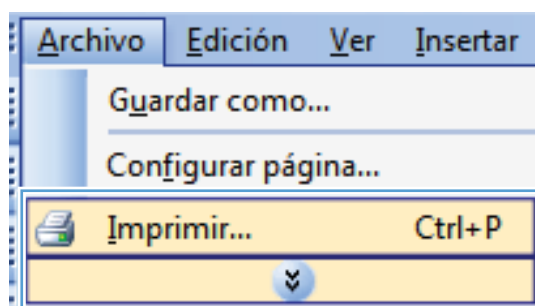 Archivo Edición Ver Insertar
Guardar como...
Configurar página...
Imprimir... Ctrl+P